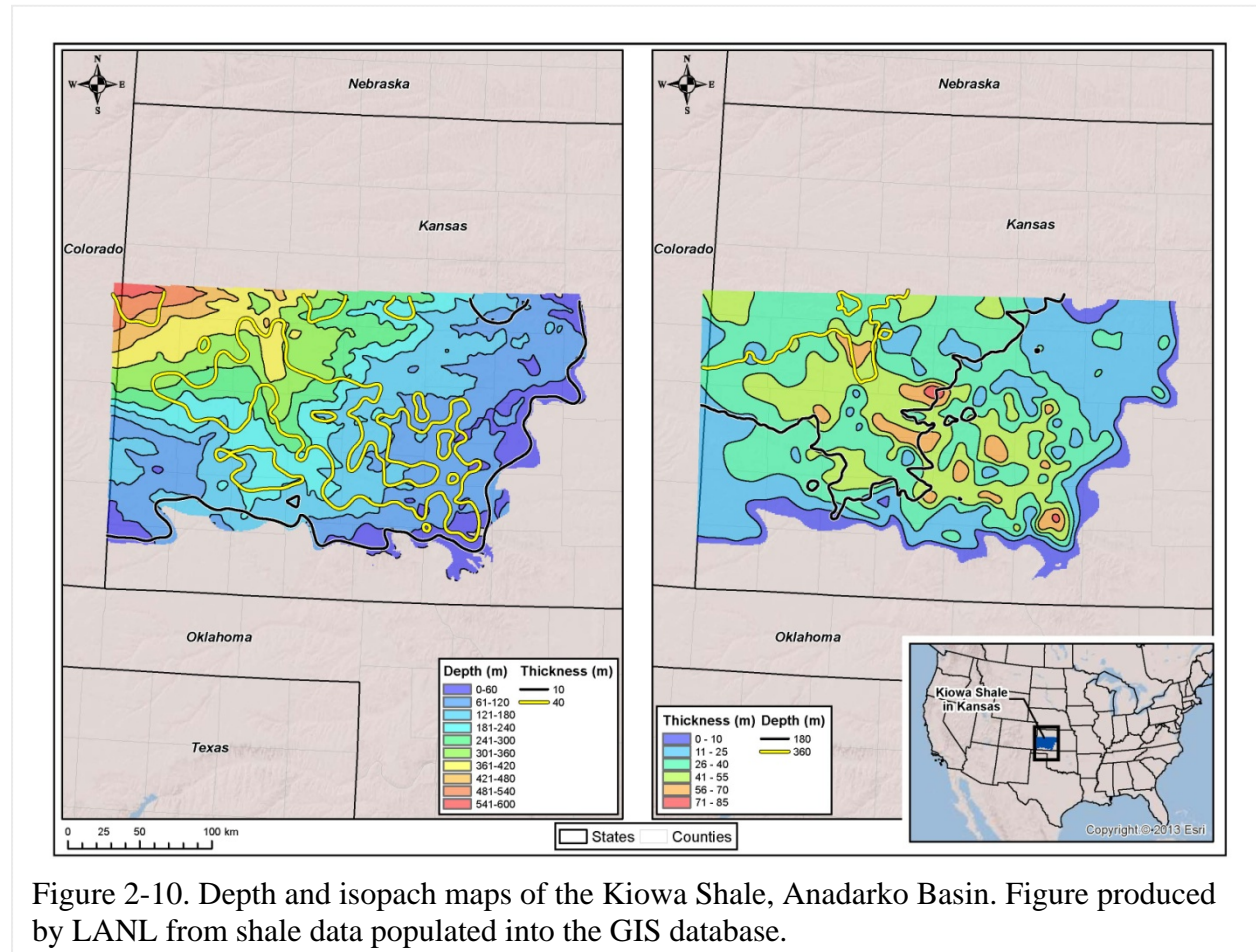 N
W E
S
Nebraska
Kansas
Colorado
Oklahoma
Texas
Depth (m) Thickness (m)
0-60 10
61-120 40
121-180
181-240
241-300
301-360
361-420
421-480
481-540
541-600
0 25 50 100 km
N
W E
S
Nebraska
Kansas
Colorado
Oklahoma
Thickness (m) Depth (m)
0 - 10 180
11 - 25 360
26 - 40
41 - 55
56 - 70
71 - 85
Kiowa Shale
in Kansas
Copyright © 2013 Esri
States Counties
Figure 2-10. Depth and isopach maps of the Kiowa Shale, Anadarko Basin. Figure produced
by LANL from shale data populated into the GIS database.